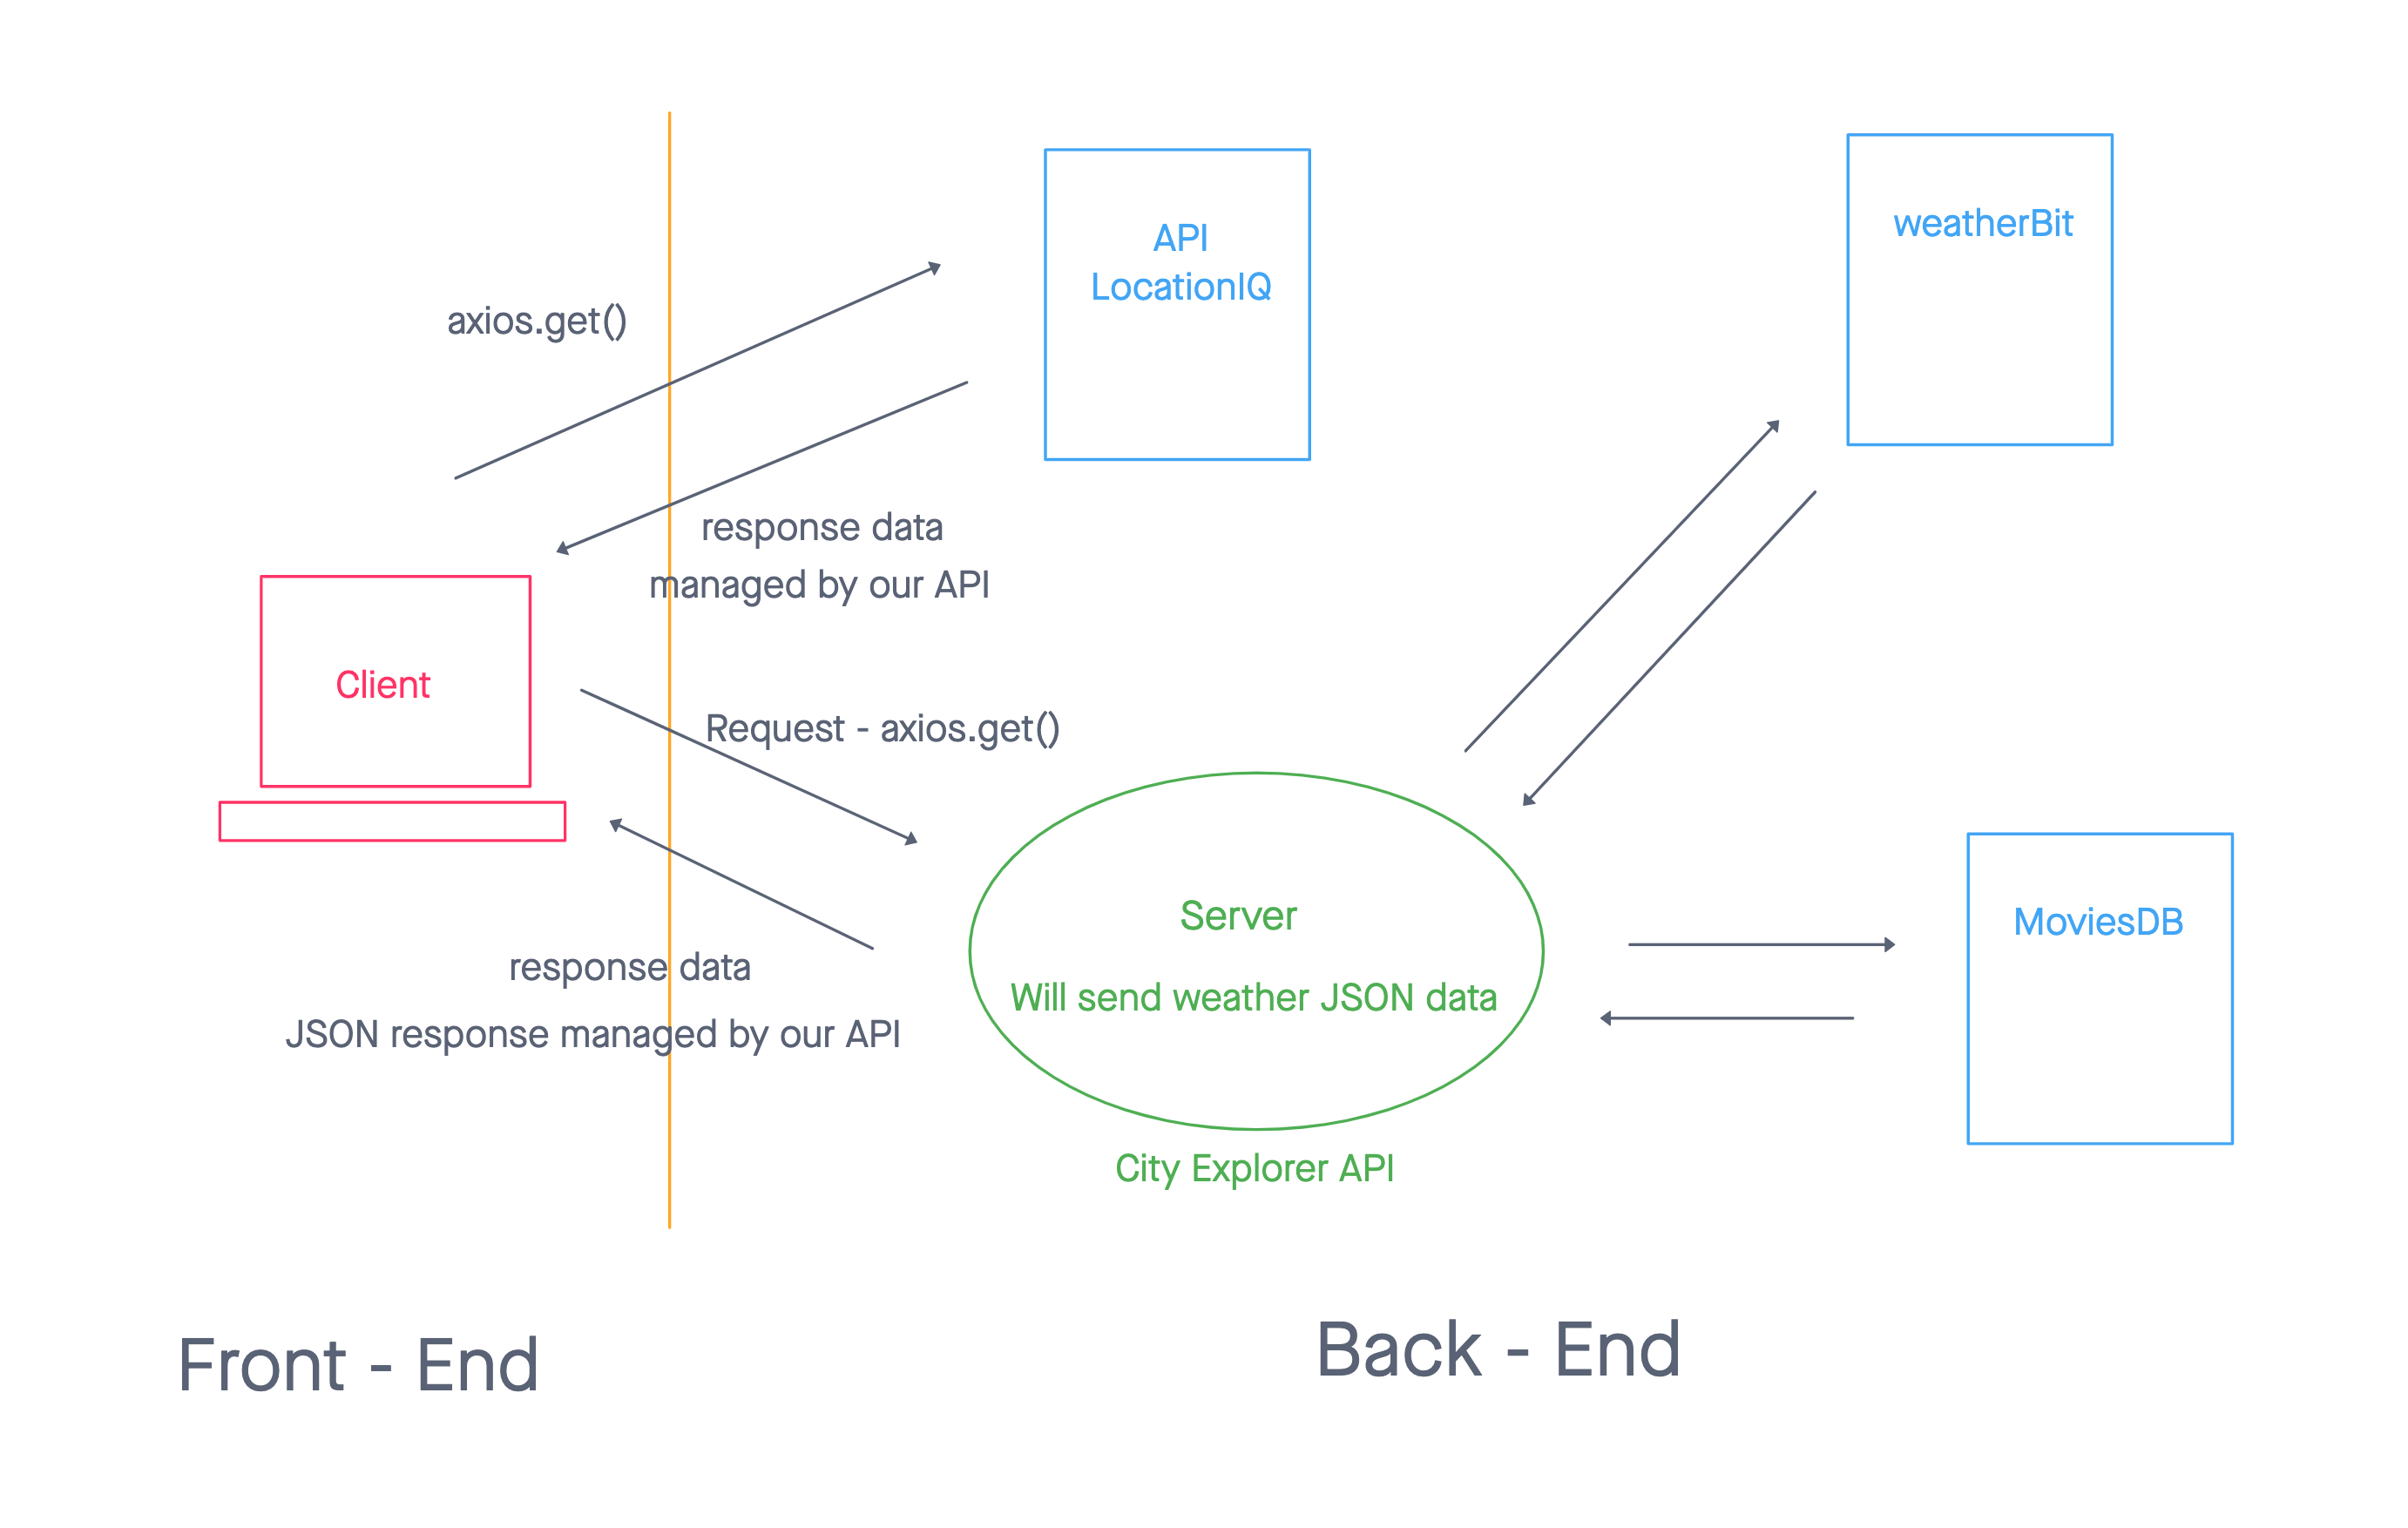 API
LocationIQ
weatherBit
axios.get()
response data
managed by our API
Client
Request - axios.get()
Server
Will send weather JSON data
MoviesDB
response data
JSON response managed by our API
City Explorer API
Front - End
Back - End